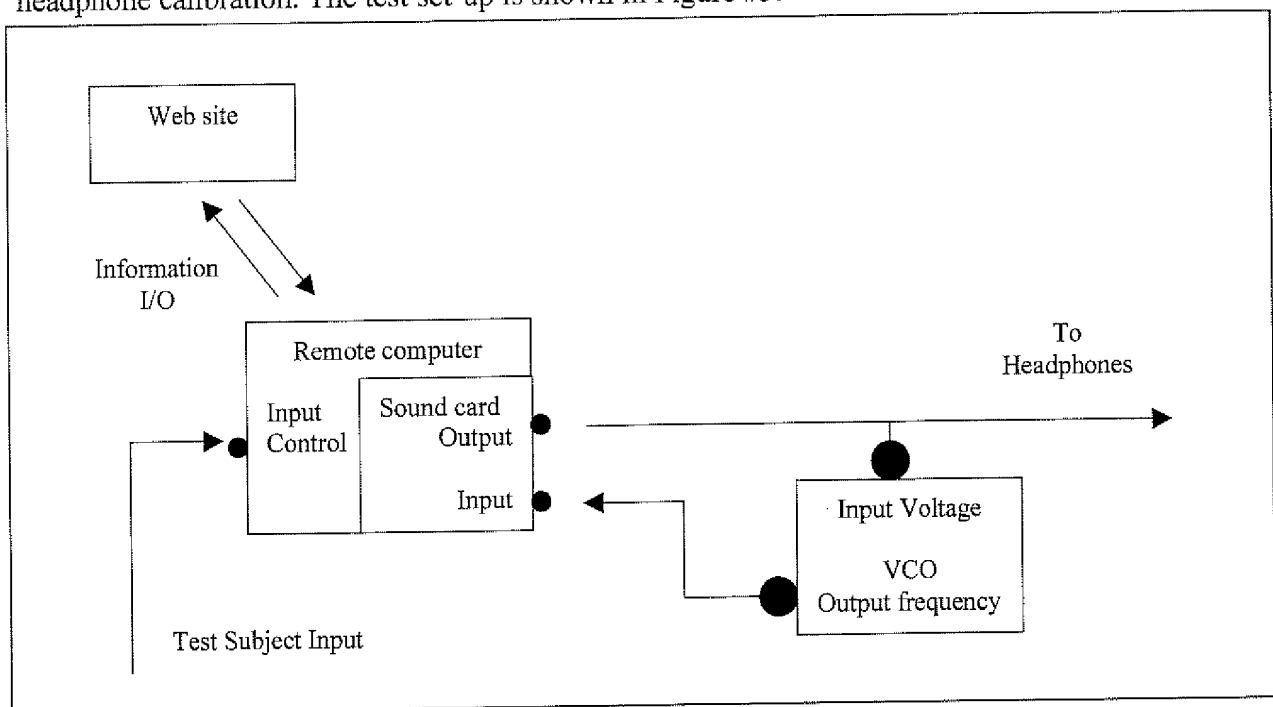 headphone calibration. The test set-up is shown in Figure
Web site
Information
I/O
Remote computer
Input
Control
Sound card
Output
Input
To
Headphones
Input Voltage
VCO
Output frequency
Test Subject Input